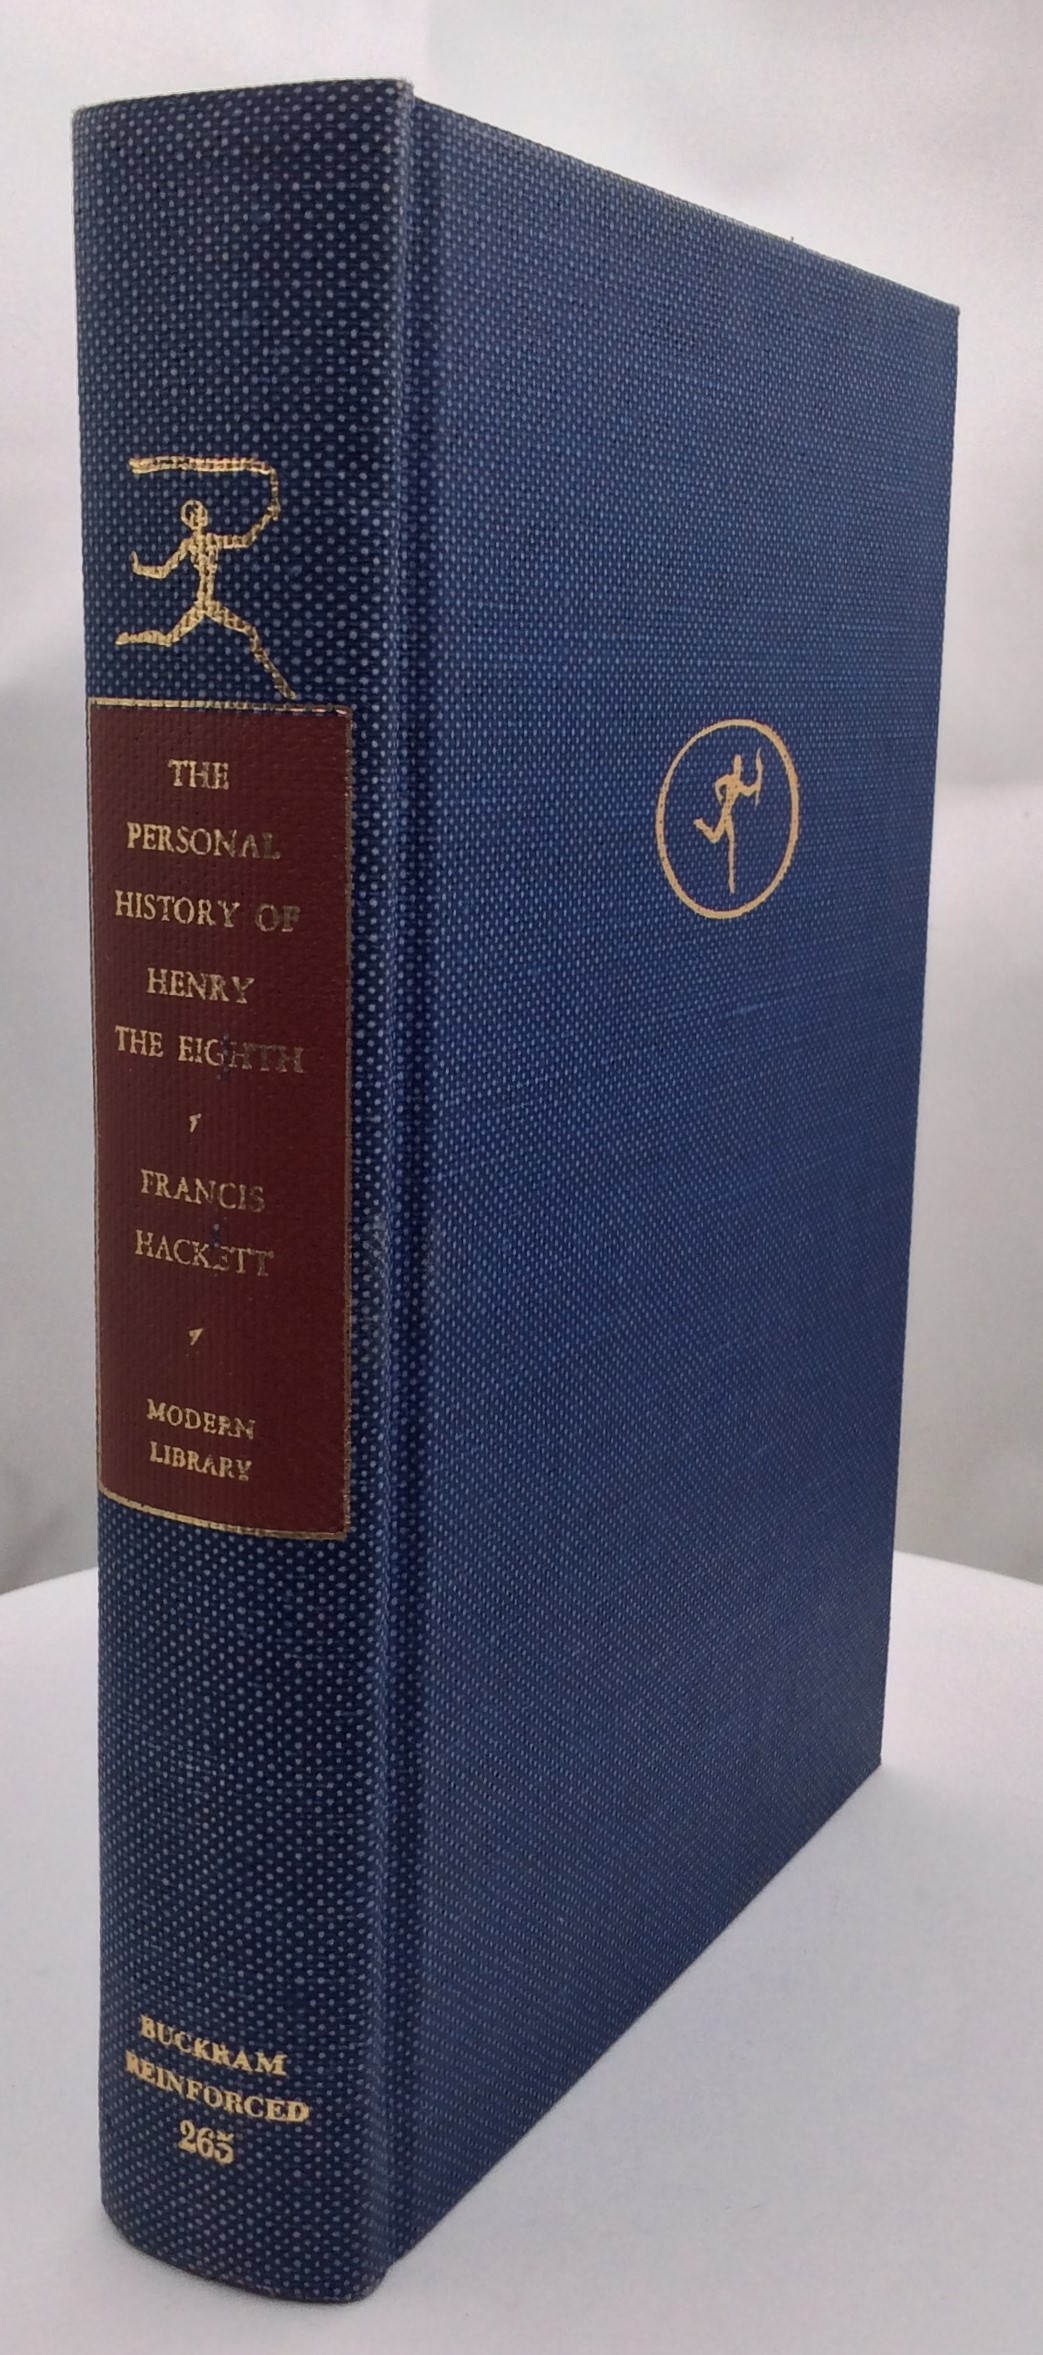 THE
PERSONAL
HISTORY OF
HENRY
THE EIGHTH
FRANCIS
HACKETT
MODERN
LIBRARY
BUCKRAM
REINFORCED
265